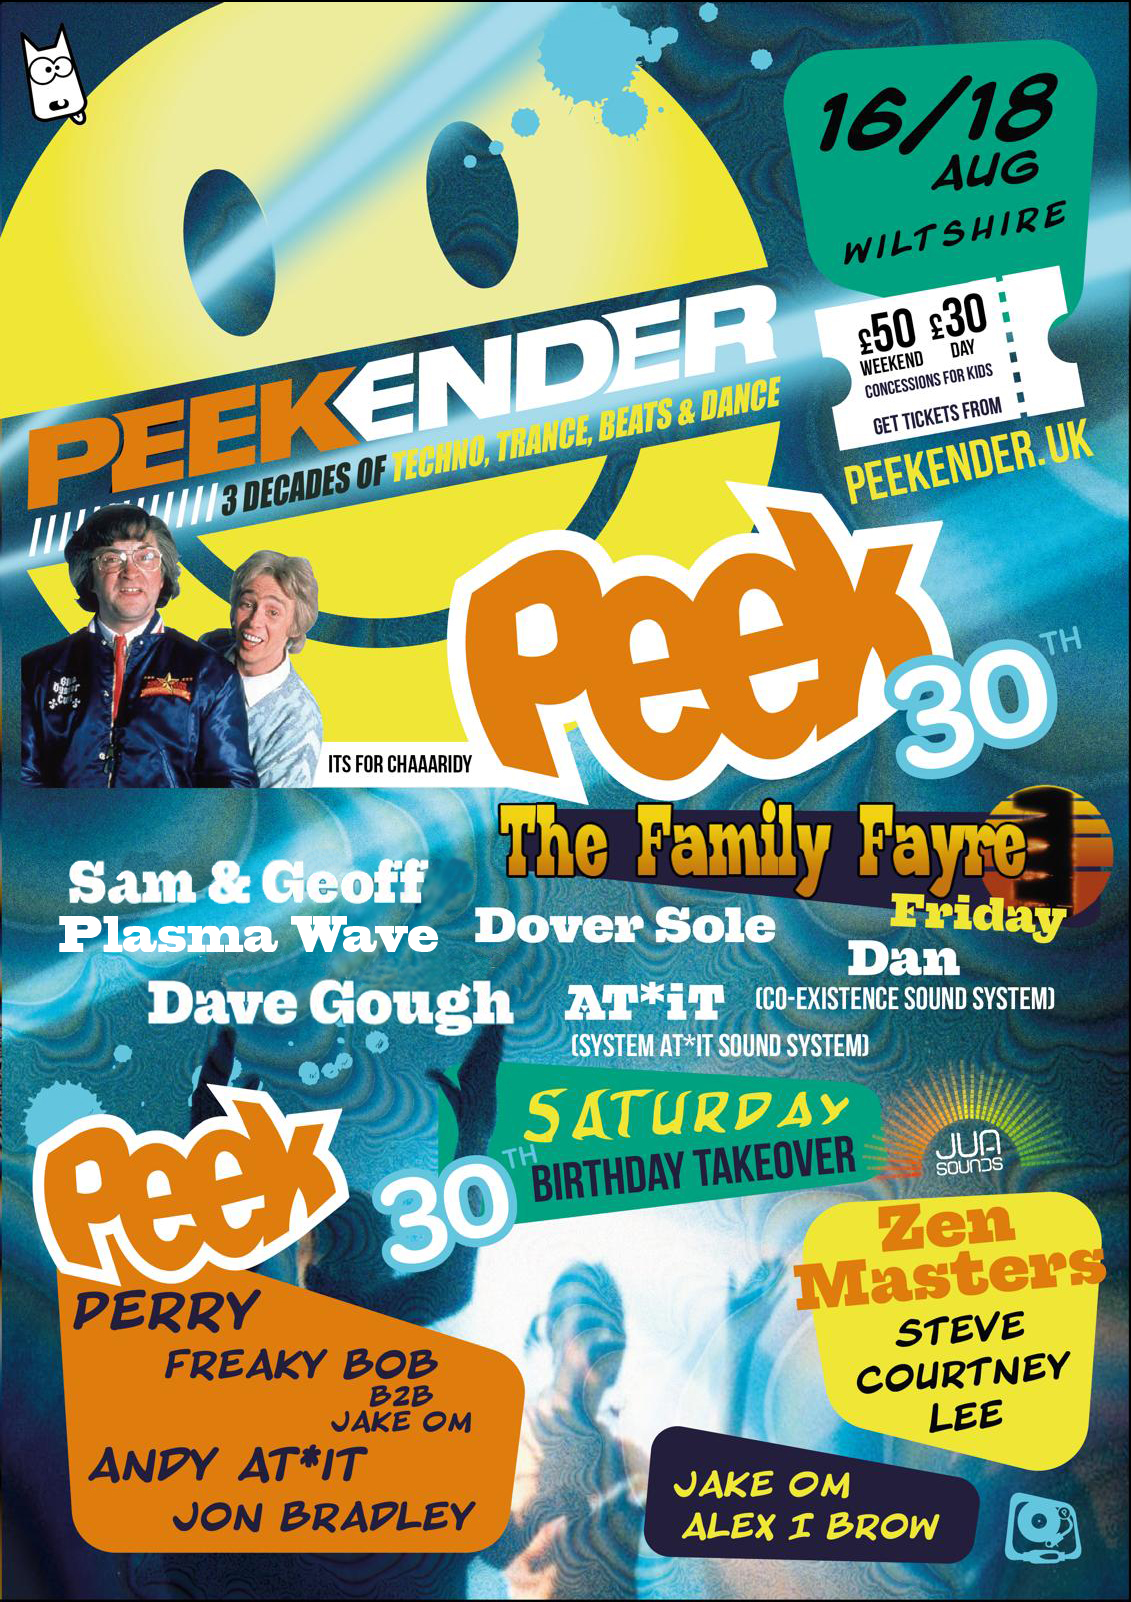 16/18
AUG
WILTSHIRE
£50 £30
WEEKEND DAY
CONCESSIONS FOR KIDS
GET TICKETS FROM
PEEKENDER.UK
PEEKENDER
3 DECADES OF TECHNO, TRANCE, BEATS & DANCE
Peek
30TH
ITS FOR CHAAARIDY
The Family Fayre
Friday
Sam & Geoff
Plasma Wave
Dover Sole
Dan
(CO-EXISTENCE SOUND SYSTEM)
Dave Gough
AT*iT
(SYSTEM AT*IT SOUND SYSTEM)
SATURDAY
BIRTHDAY TAKEOVER
JUA
SOUNDS
Peek
30TH
PERRY
FREAKY BOB
B2B
JAKE OM
ANDY AT*IT
JON BRADLEY
Zen
Masters
STEVE
COURTNEY
LEE
JAKE OM
ALEX I BROW